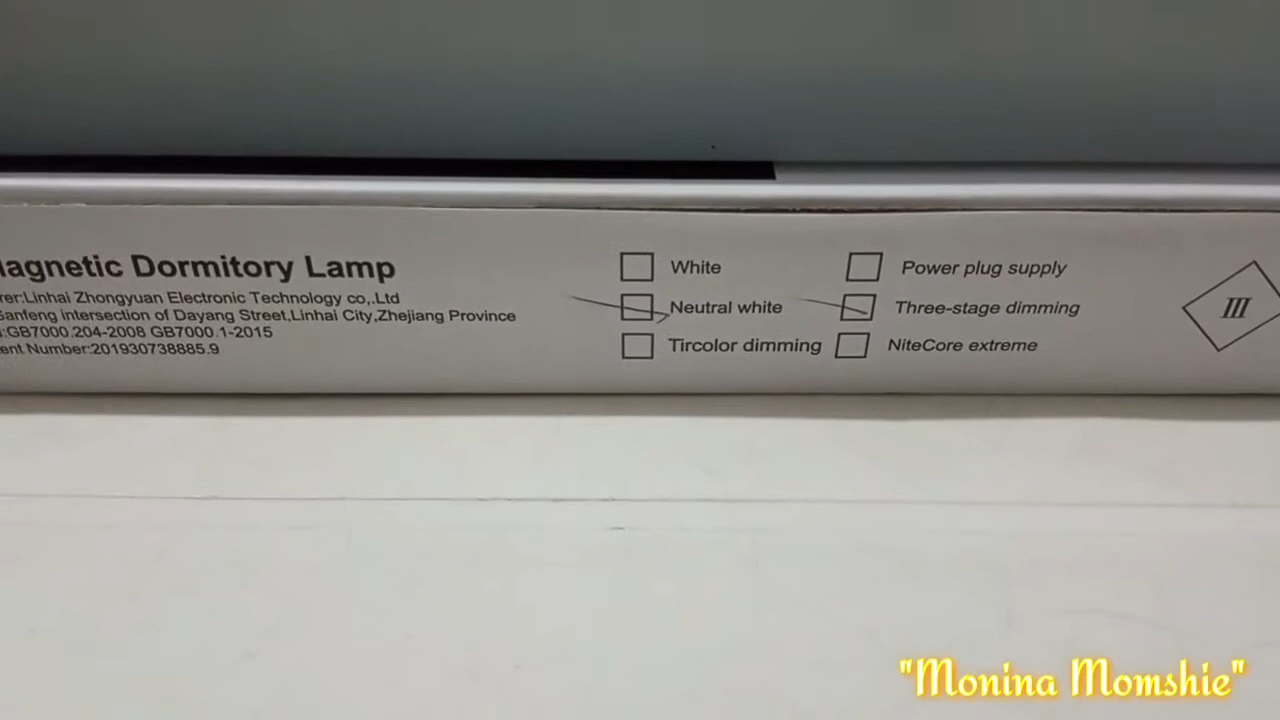 Magnetic Dormitory Lamp
rer:Linhai Zhongyuan Electronic Technology co,.Ltd
Sanfeng intersection of Dayang Street,Linhai City,Zhejiang Province
:GB7000.204-2008 GB7000.1-2015
ent Number:201930738885.9
White
Neutral white
Tircolor dimming
Power plug supply
Three-stage dimming
NiteCore extreme
III
"Monina Momshie"